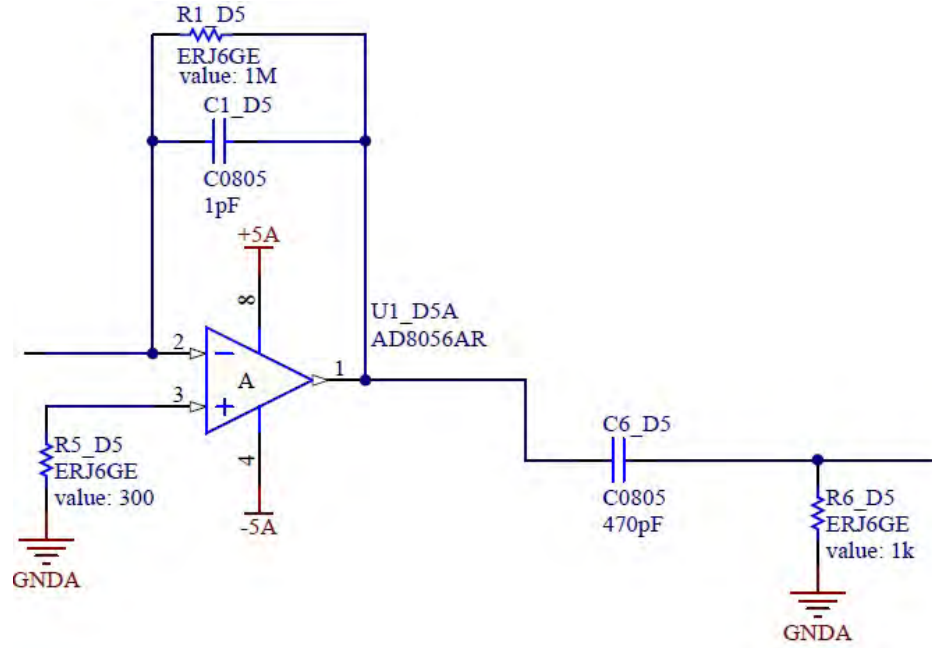 R1_D5
ERJ6GE
value: 1M
C1_D5
C0805
1pF
+5A
8
U1_D5A
AD8056AR
2
A
1
3
4
-5A
R5_D5
ERJ6GE
value: 300
GNDA
C6_D5
C0805
470pF
R6_D5
ERJ6GE
value: 1k
GNDA